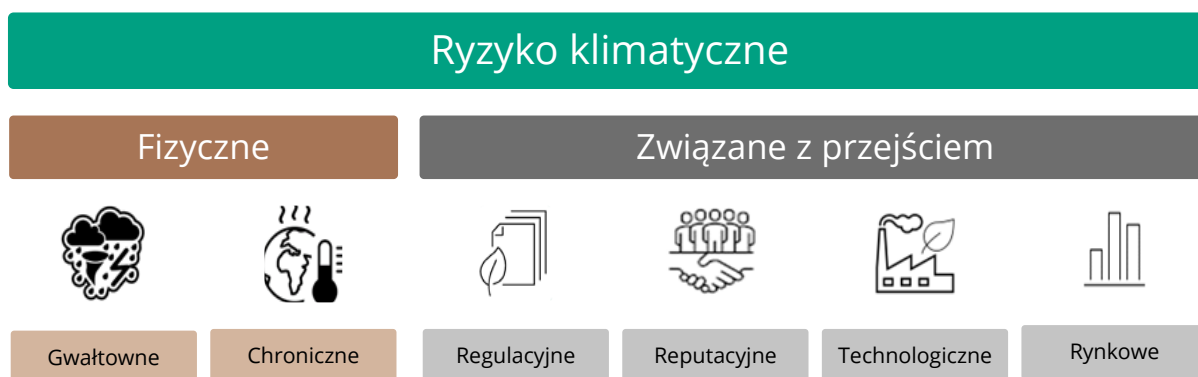 Ryzyko klimatyczne
Fizyczne
Związane z przejściem
Gwałtowne
Chroniczne
Regulacyjne
Reputacyjne
Technologiczne
Rynkowe